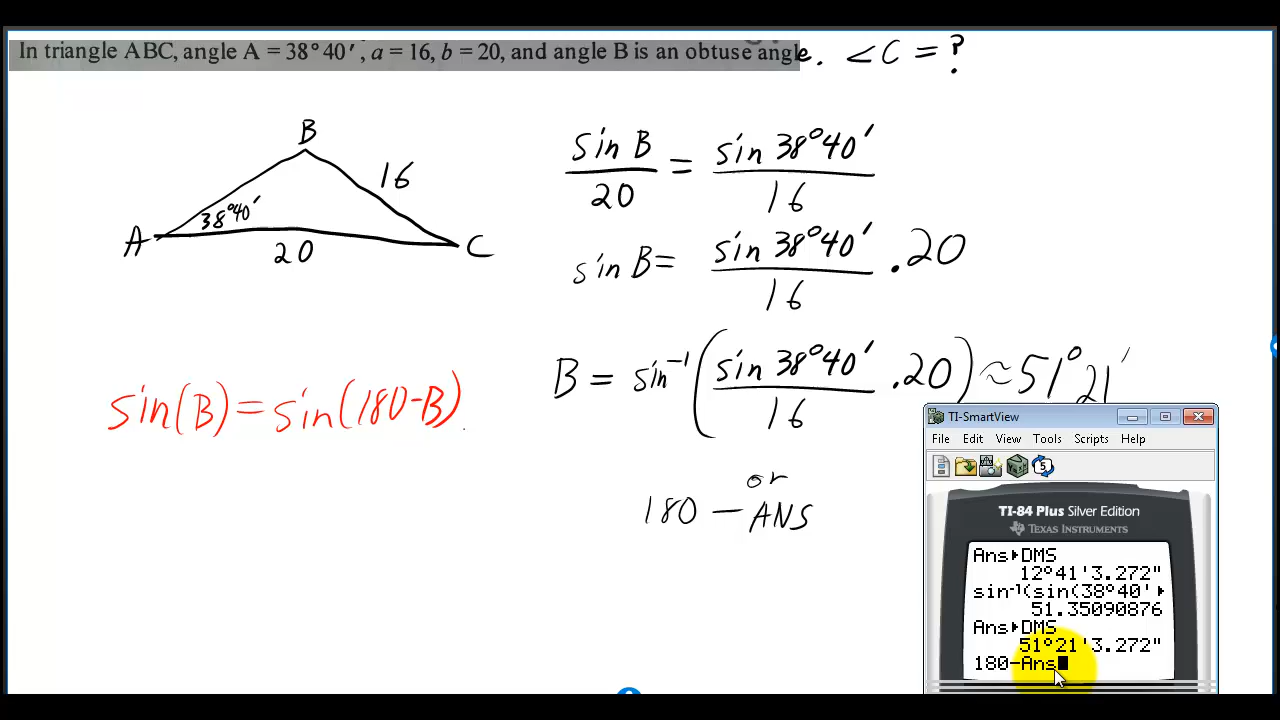 In triangle ABC, angle A = 38°40′, a = 16, b = 20, and angle B is an obtuse angle. ∠C = ?
B
16
38°40′
A
20
C
sin B / 20 = sin 38°40′ / 16
sin B = sin 38°40′ / 16 . 20
B = sin⁻¹ ( sin 38°40′ / 16 . 20 ) ≈ 51° 21′
sin(B) = sin(180-B)
or
180 - ANS
TI-SmartView
File Edit View Tools Scripts Help
5
TI-84 Plus Silver Edition
TEXAS INSTRUMENTS
Ans▸DMS
12°41'3.272"
sin⁻¹(sin(38°40'▸
51.35090876
Ans▸DMS
51°21'3.272"
180-Ans